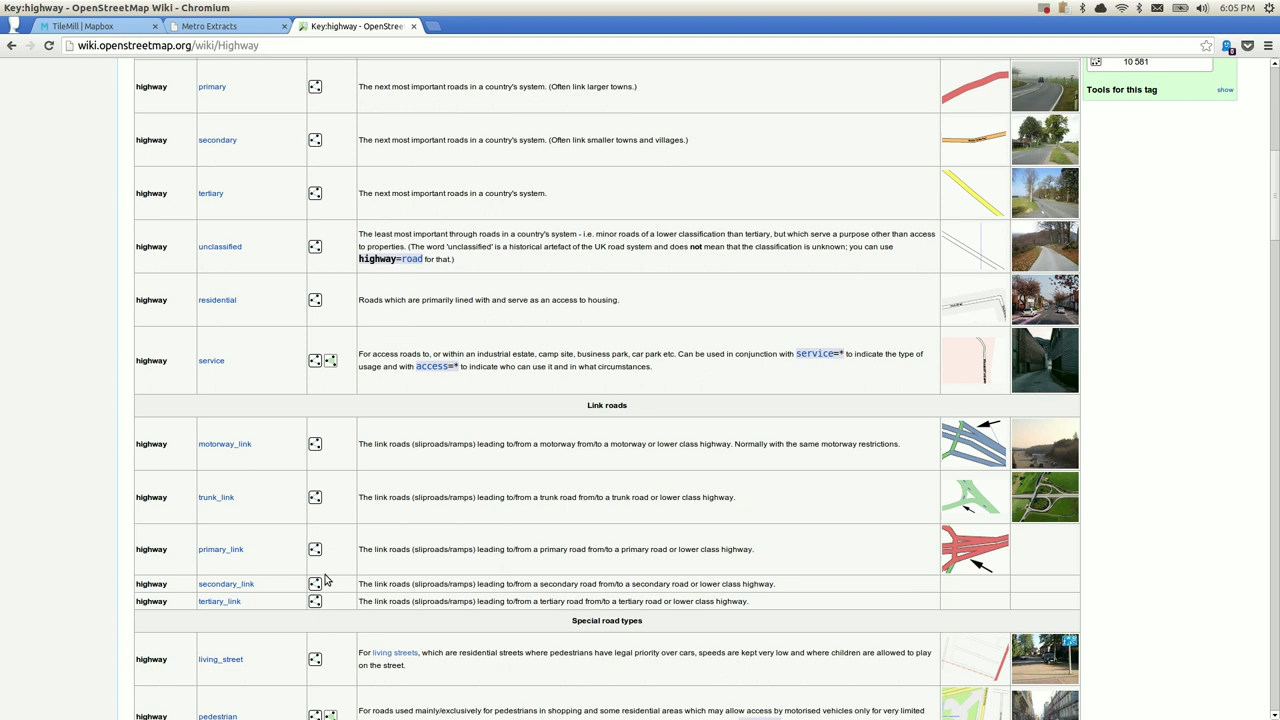 Key:highway - OpenStreetMap Wiki - Chromium
6:05 PM
TileMill | Mapbox
Metro Extracts
Key:highway - OpenStree
wiki.openstreetmap.org/wiki/Highway
10 581
highway primary The next most important roads in a country's system. (Often link larger towns.)
Tools for this tag show
highway secondary The next most important roads in a country's system. (Often link smaller towns and villages.)
highway tertiary The next most important roads in a country's system.
The least most important through roads in a country's system - i.e. minor roads of a lower classification than tertiary, but which serve a purpose other than access
highway unclassified to properties. (The word 'unclassified' is a historical artefact of the UK road system and does not mean that the classification is unknown; you can use
highway=road for that.)
highway residential Roads which are primarily lined with and serve as an access to housing.
For access roads to, or within an industrial estate, camp site, business park, car park etc. Can be used in conjunction with service=* to indicate the type of
highway service usage and with access=* to indicate who can use it and in what circumstances.
Link roads
highway motorway_link The link roads (sliproads/ramps) leading to/from a motorway from/to a motorway or lower class highway. Normally with the same motorway restrictions.
highway trunk_link The link roads (sliproads/ramps) leading to/from a trunk road from/to a trunk road or lower class highway.
highway primary_link The link roads (sliproads/ramps) leading to/from a primary road from/to a primary road or lower class highway.
highway secondary_link The link roads (sliproads/ramps) leading to/from a secondary road from/to a secondary road or lower class highway.
highway tertiary_link The link roads (sliproads/ramps) leading to/from a tertiary road from/to a tertiary road or lower class highway.
Special road types
For living streets, which are residential streets where pedestrians have legal priority over cars, speeds are kept very low and where children are allowed to play
highway living_street on the street.
For roads used mainly/exclusively for pedestrians in shopping and some residential areas which may allow access by motorised vehicles only for very limited
highway pedestrian